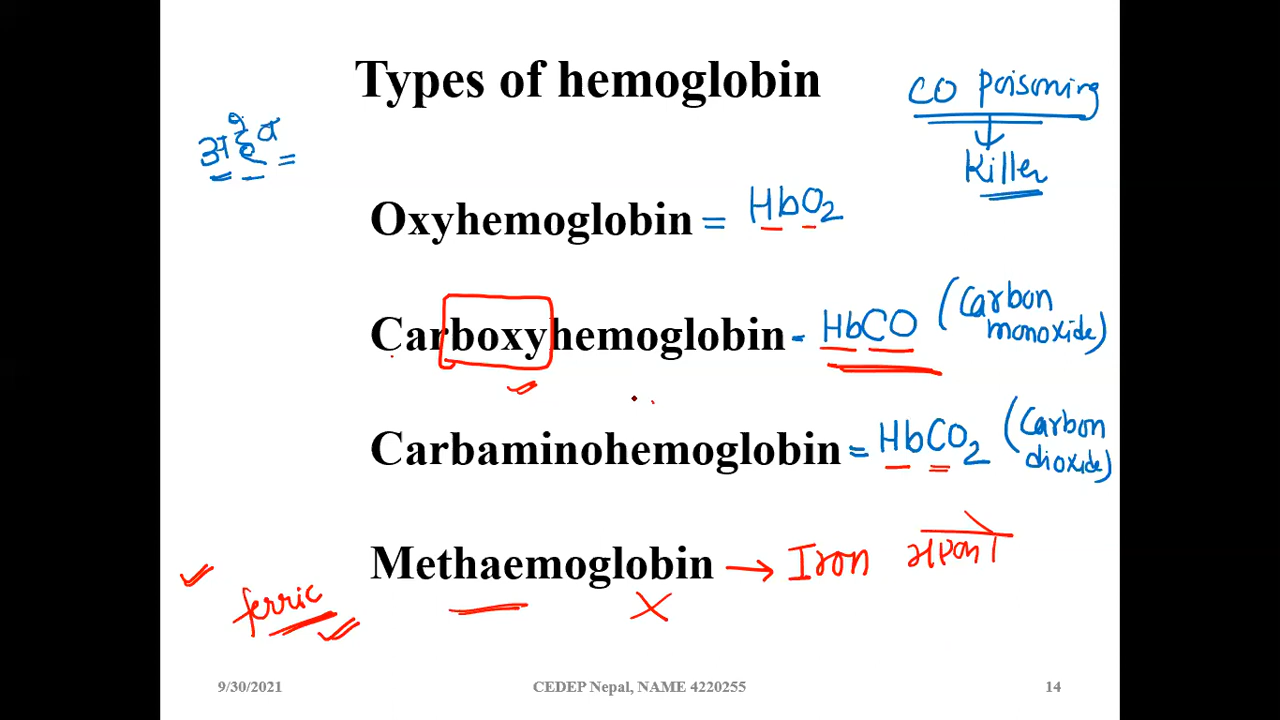 Types of hemoglobin
CO poisoning
Killer
Oxyhemoglobin = HbO2
Carboxyhemoglobin - HbCO (Carbon
monoxide)
Carbaminohemoglobin = HbCO2 (Carbon
dioxide)
Methaemoglobin → Iron
ferric
9/30/2021 CEDEP Nepal, NAME 4220255 14